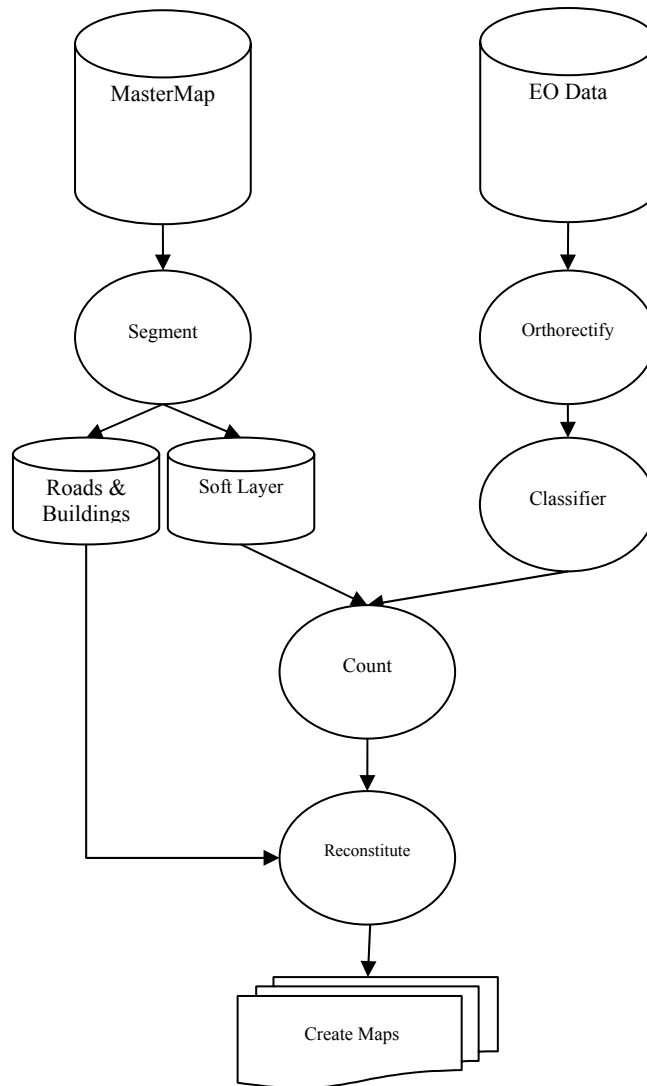 MasterMap
EO Data
Segment
Orthorectify
Roads &
Buildings
Soft Layer
Classifier
Count
Reconstitute
Create Maps